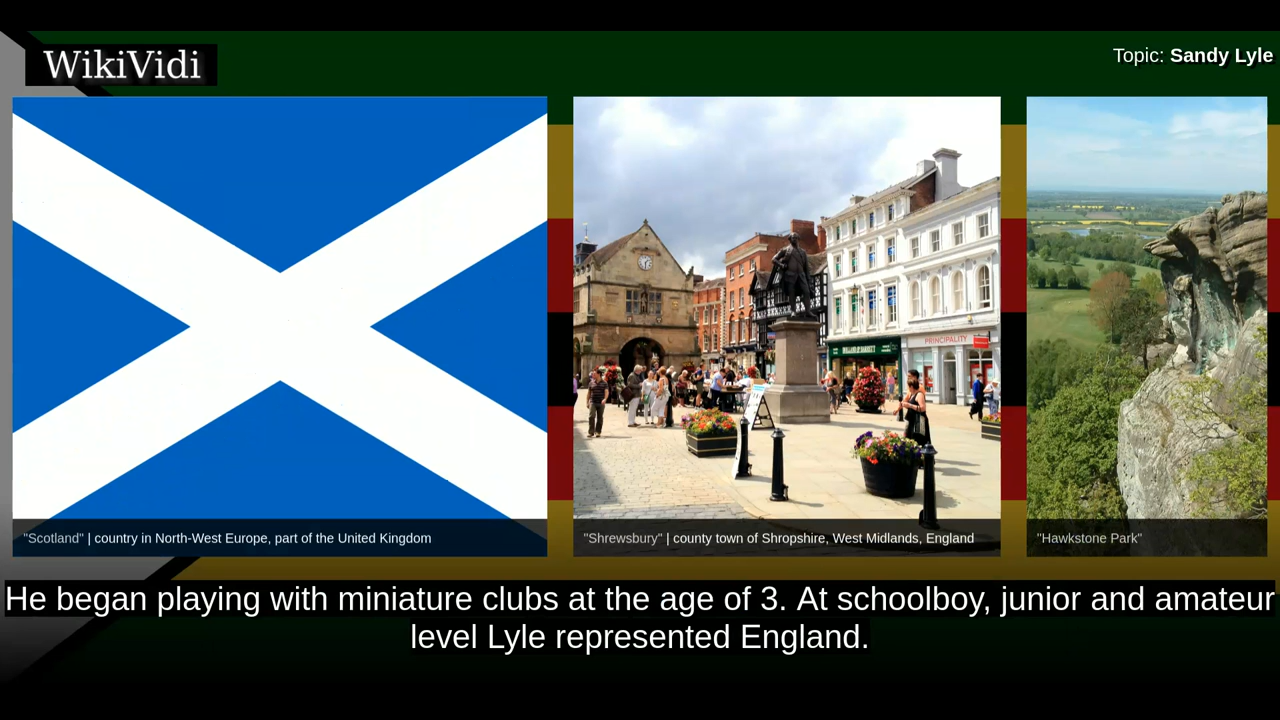 WikiVidi
Topic: Sandy Lyle
PRINCIPALITY
"Scotland" | country in North-West Europe, part of the United Kingdom
"Shrewsbury" | county town of Shropshire, West Midlands, England
"Hawkstone Park"
He began playing with miniature clubs at the age of 3. At schoolboy, junior and amateur
level Lyle represented England.